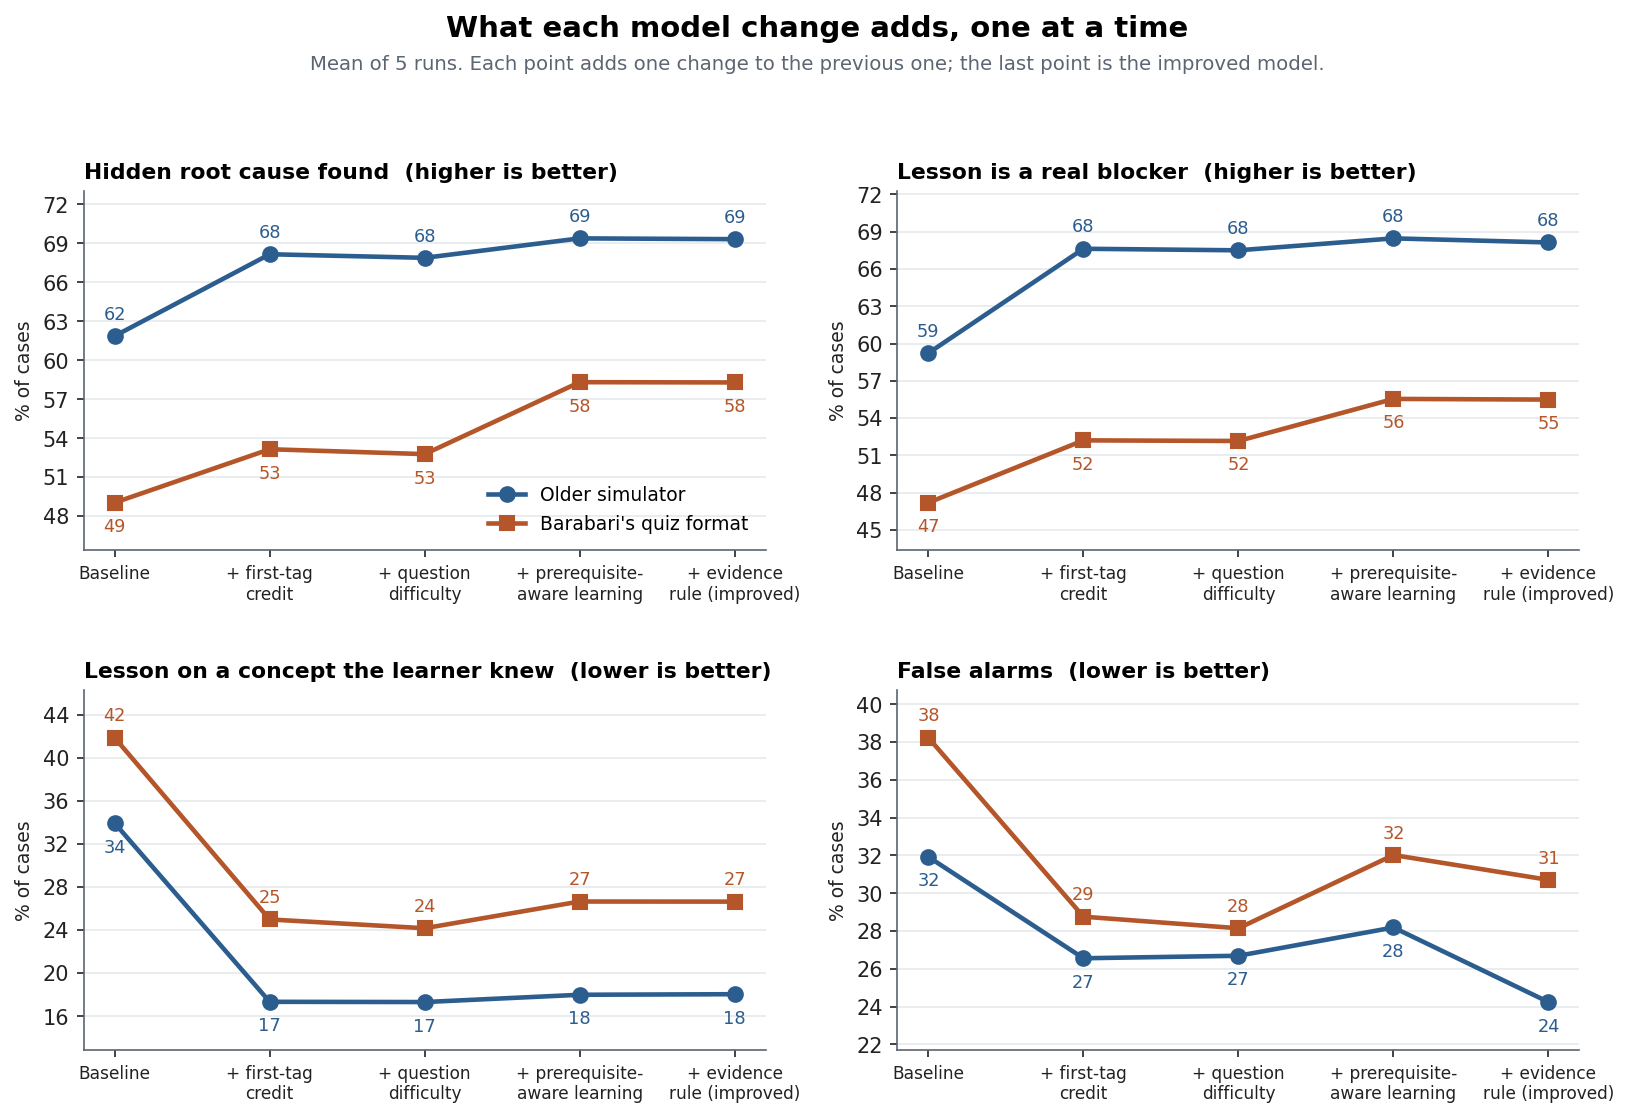 What each model change adds, one at a time
Mean of 5 runs. Each point adds one change to the previous one; the last point is the improved model.
Hidden root cause found  (higher is better)
% of cases
72
69
66
63
60
57
54
51
48
62
68
68
69
69
49
53
53
58
58
Older simulator
Barabari's quiz format
Baseline
+ first-tag
credit
+ question
difficulty
+ prerequisite-
aware learning
+ evidence
rule (improved)
Lesson is a real blocker  (higher is better)
% of cases
72
69
66
63
60
57
54
51
48
45
59
68
68
68
68
47
52
52
56
55
Baseline
+ first-tag
credit
+ question
difficulty
+ prerequisite-
aware learning
+ evidence
rule (improved)
Lesson on a concept the learner knew  (lower is better)
% of cases
44
40
36
32
28
24
20
16
42
25
24
27
27
34
17
17
18
18
Baseline
+ first-tag
credit
+ question
difficulty
+ prerequisite-
aware learning
+ evidence
rule (improved)
False alarms  (lower is better)
% of cases
40
38
36
34
32
30
28
26
24
22
38
29
28
32
31
32
27
27
28
24
Baseline
+ first-tag
credit
+ question
difficulty
+ prerequisite-
aware learning
+ evidence
rule (improved)